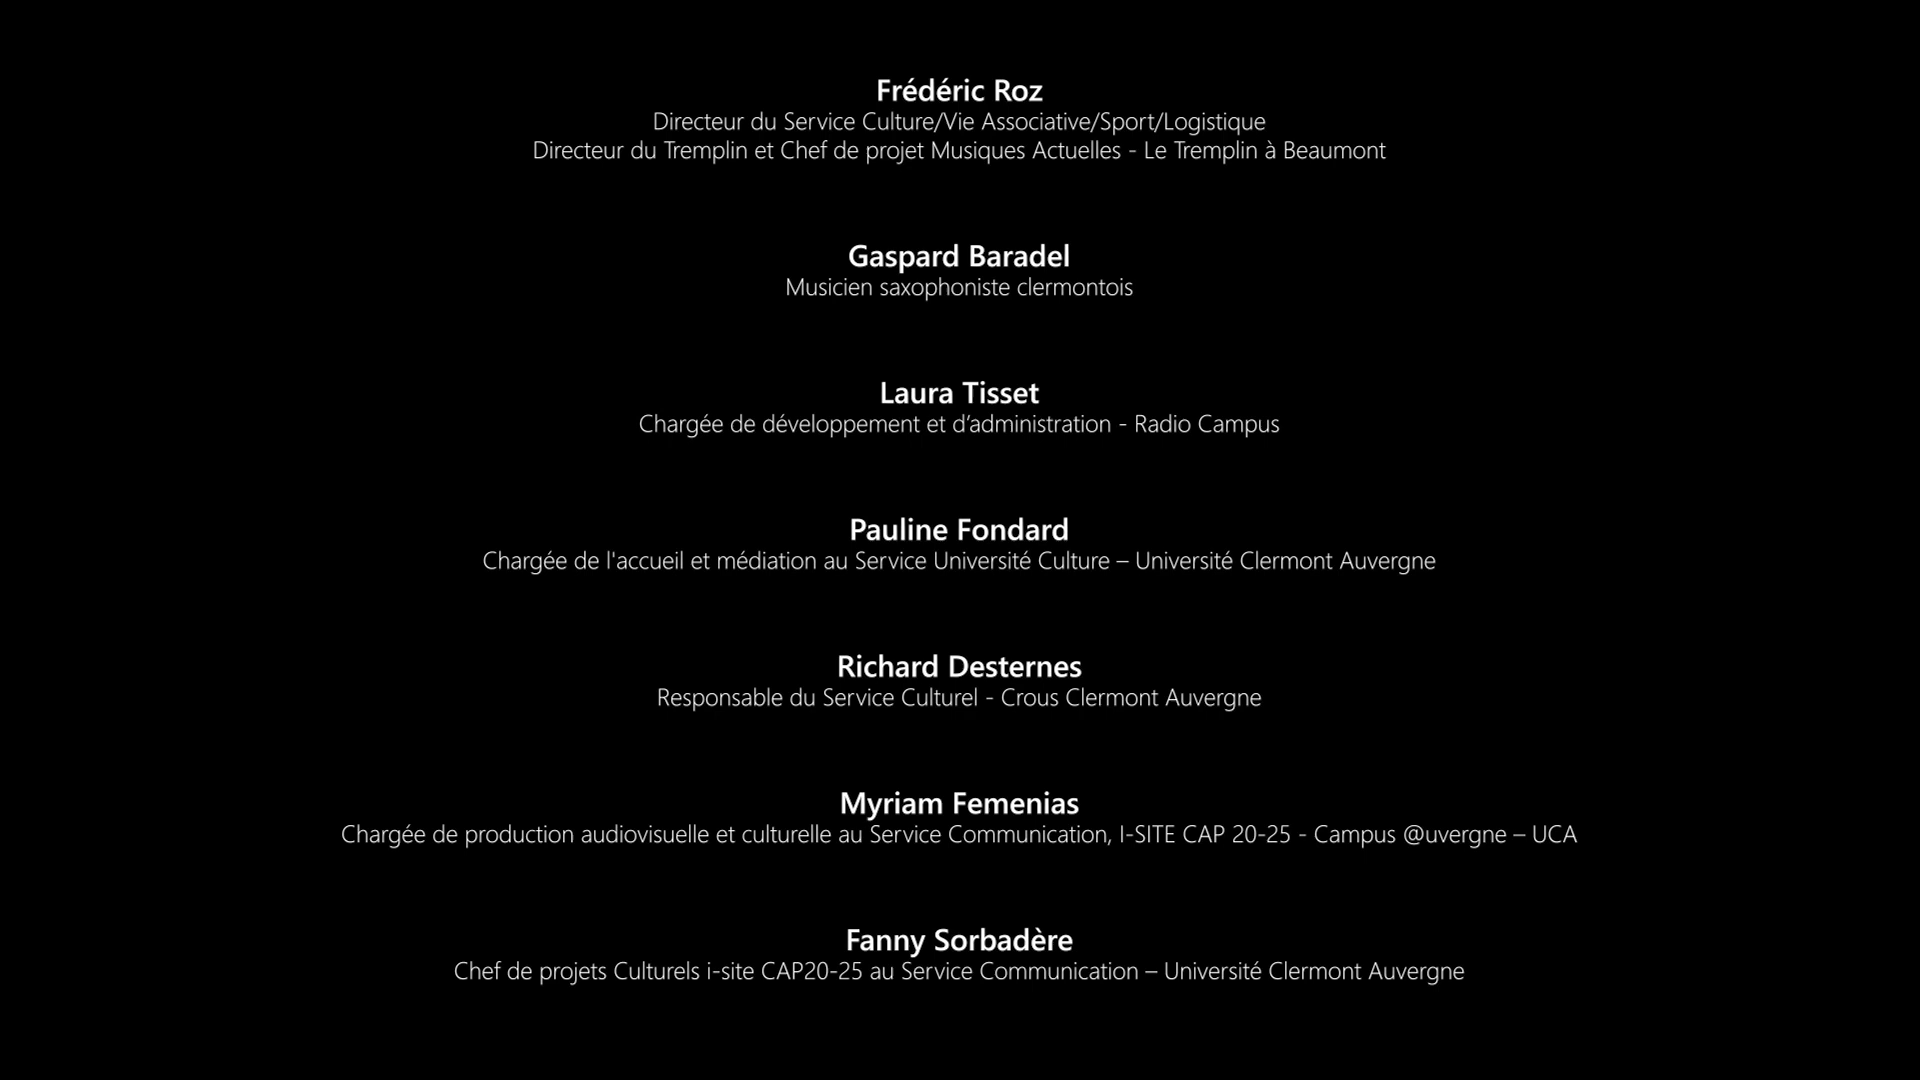 Frédéric Roz
Directeur du Service Culture/Vie Associative/Sport/Logistique
Directeur du Tremplin et Chef de projet Musiques Actuelles - Le Tremplin à Beaumont
Gaspard Baradel
Musicien saxophoniste clermontois
Laura Tisset
Chargée de développement et d’administration - Radio Campus
Pauline Fondard
Chargée de l'accueil et médiation au Service Université Culture – Université Clermont Auvergne
Richard Desternes
Responsable du Service Culturel - Crous Clermont Auvergne
Myriam Femenias
Chargée de production audiovisuelle et culturelle au Service Communication, I-SITE CAP 20-25 - Campus @uvergne – UCA
Fanny Sorbadère
Chef de projets Culturels i-site CAP20-25 au Service Communication – Université Clermont Auvergne